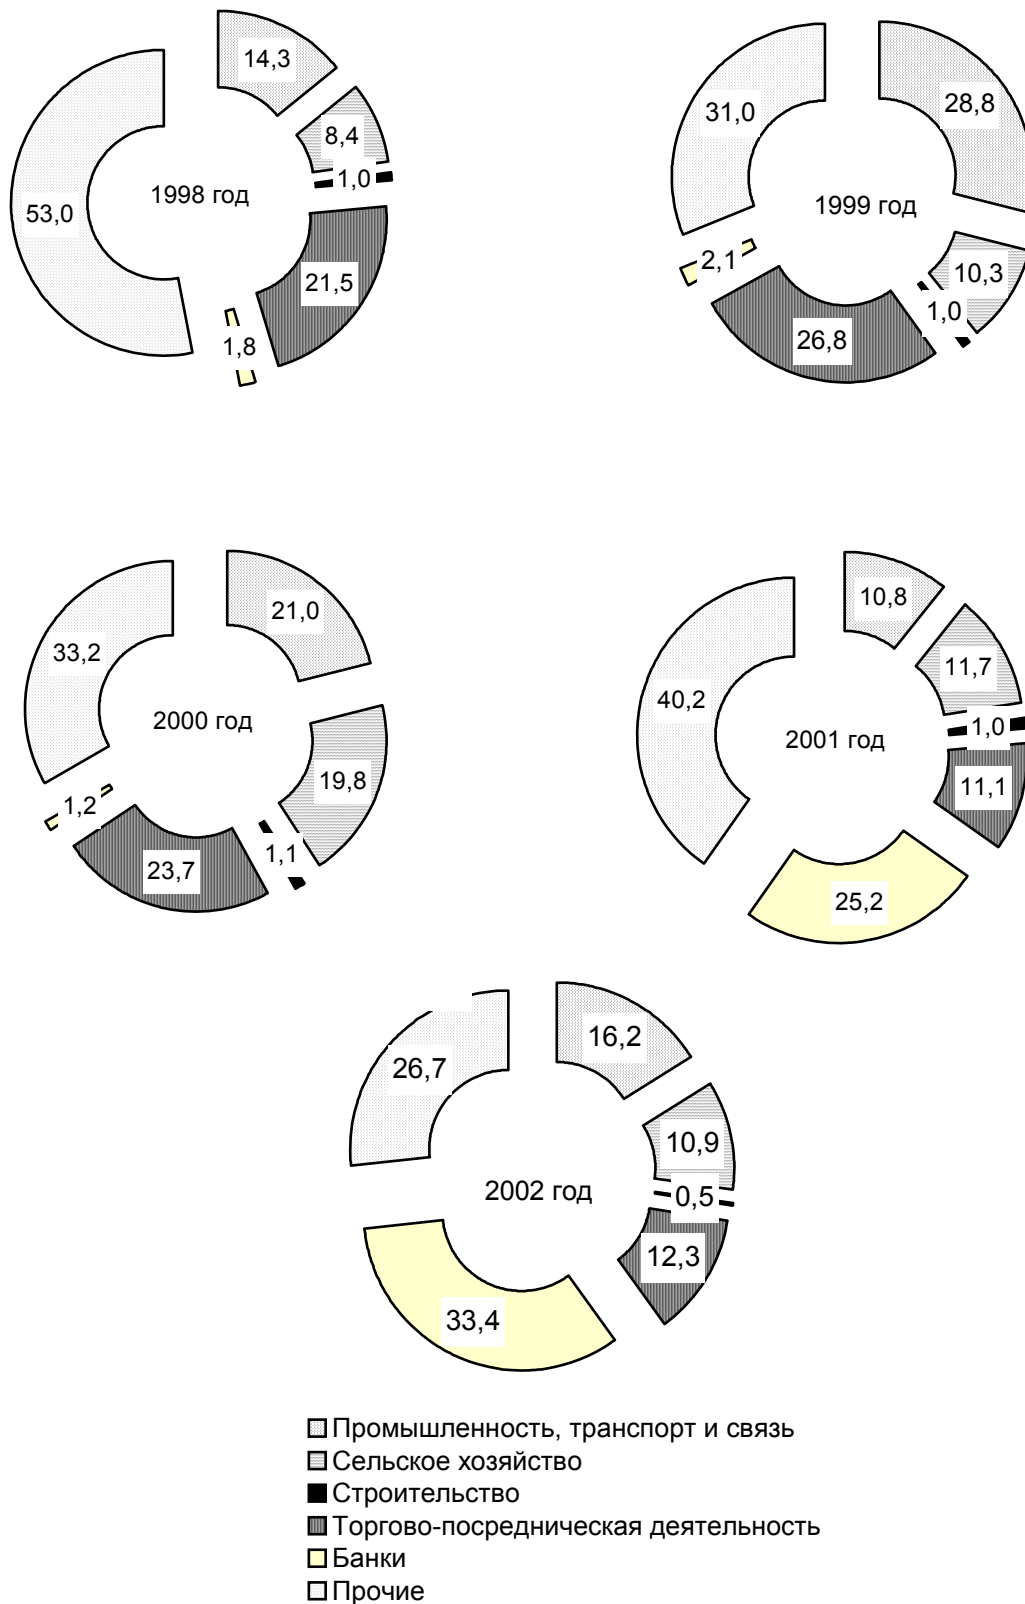 14,3
8,4
1,0
1998 год
53,0
21,5
1,8
31,0
28,8
1999 год
2,1
10,3
1,0
26,8
21,0
33,2
2000 год
19,8
1,2
1,1
23,7
10,8
11,7
40,2
1,0
2001 год
11,1
25,2
16,2
26,7
10,9
2002 год
0,5
12,3
33,4
Промышленность, транспорт и связь
Сельское хозяйство
Строительство
Торгово-посредническая деятельность
Банки
Прочие